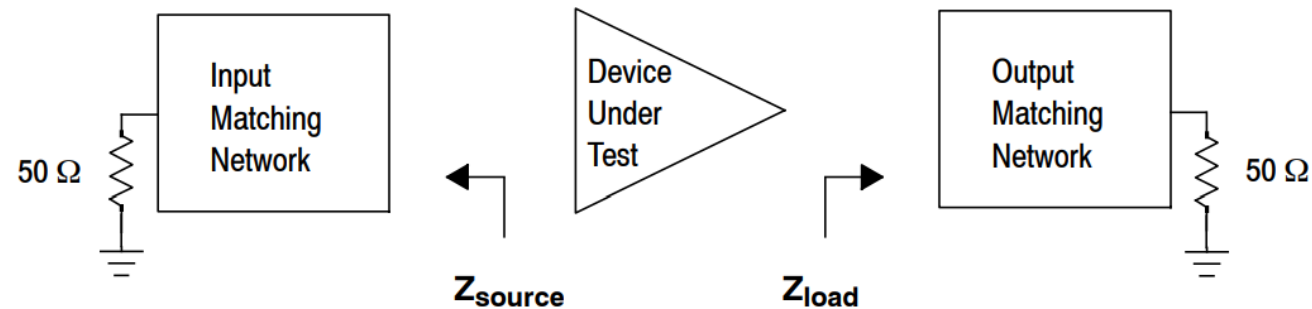 Input
Matching
Network
50 Ω
Device
Under
Test
Output
Matching
Network
50 Ω
Zsource
Zload